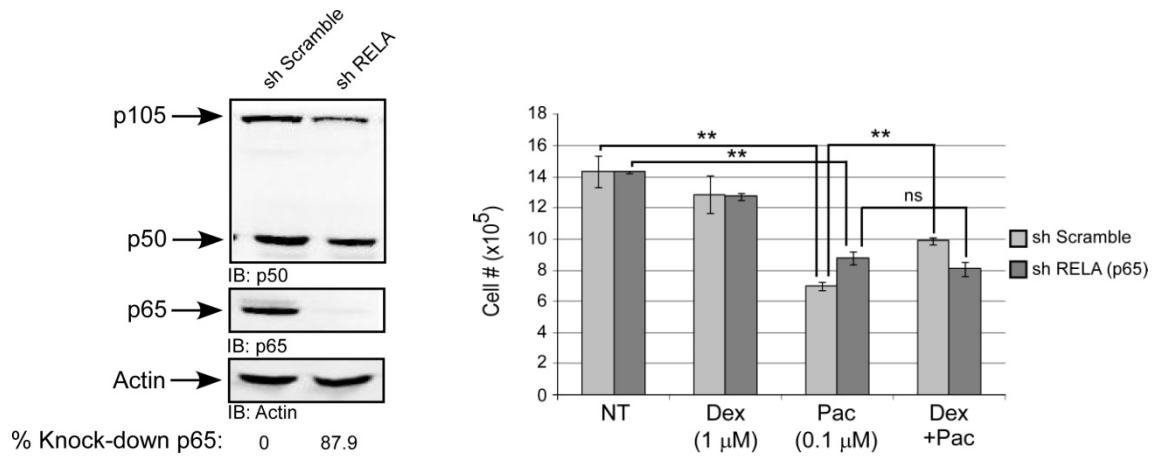 sh Scramble
sh RELA
p105
p50
IB: p50
p65
IB: p65
Actin
IB: Actin
% Knock-down p65: 0 87.9
Cell # (x10⁵)
18
16
14
12
10
8
6
4
2
0
**
**
**
ns
NT
Dex
(1 µM)
Pac
(0.1 µM)
Dex
+Pac
sh Scramble
sh RELA (p65)